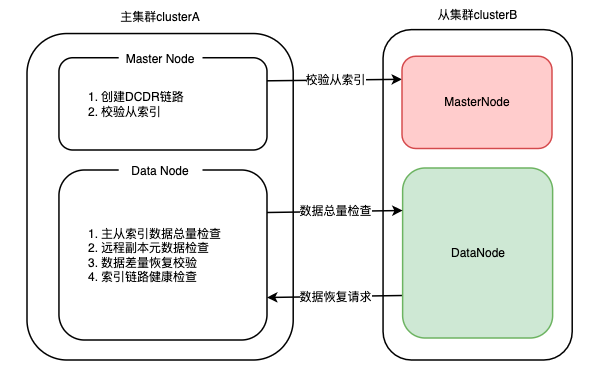 主集群clusterA
从集群clusterB
Master Node
1. 创建DCDR链路
2. 校验从索引
校验从索引
MasterNode
Data Node
1. 主从索引数据总量检查
2. 远程副本元数据检查
3. 数据差量恢复校验
4. 索引链路健康检查
数据总量检查
数据恢复请求
DataNode